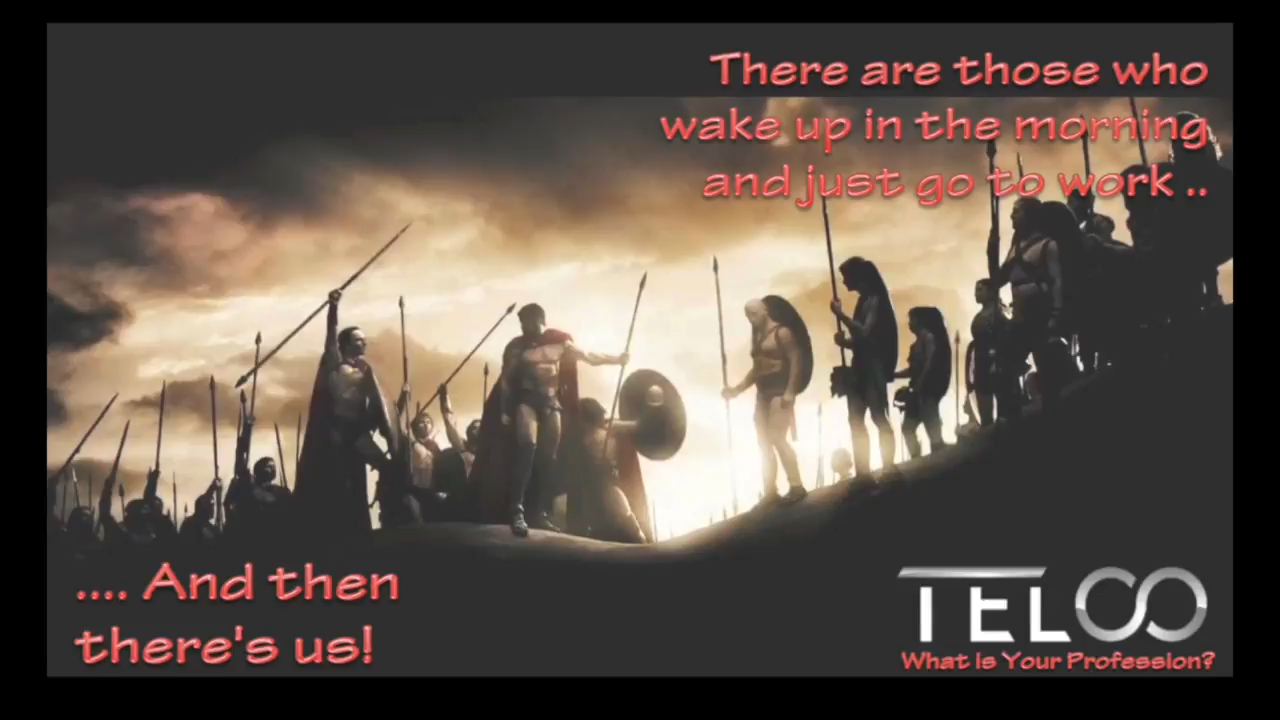 There are those who
wake up in the morning
and just go to work ..
.... And then
there's us!
TELCO
What is Your Profession?